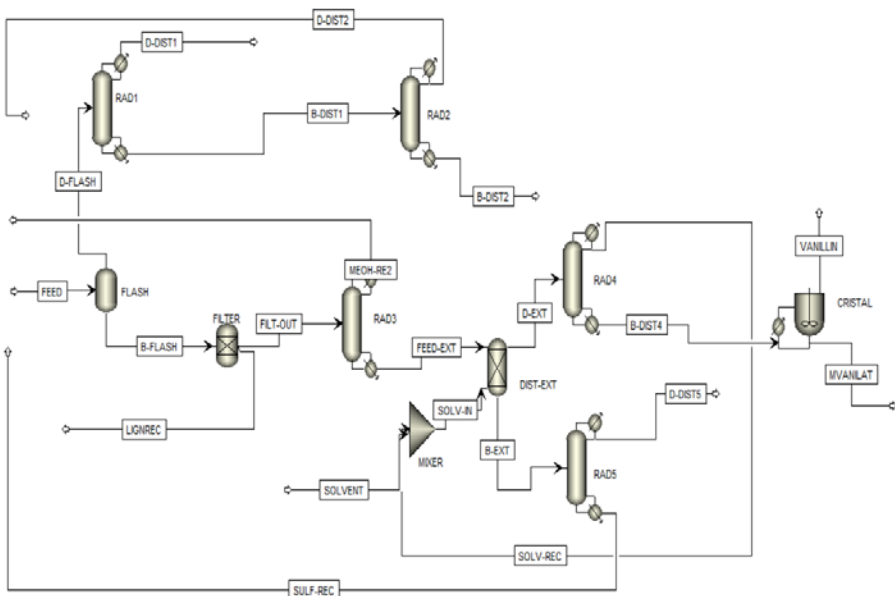 D-DIST2
D-DIST1
RAD1
RAD2
B-DIST1
D-FLASH
B-DIST2
VANILLIN
MEOH-RE2
RAD4
FEED
FLASH
CRISTAL
D-EXT
FILTER
FILT-OUT
RAD3
B-DIST4
B-FLASH
FEED-EXT
DIST-EXT
MVANILAT
D-DIST5
SOLV-IN
LIGNREC
B-EXT
MIXER
RAD5
SOLVENT
SOLV-REC
SULF-REC